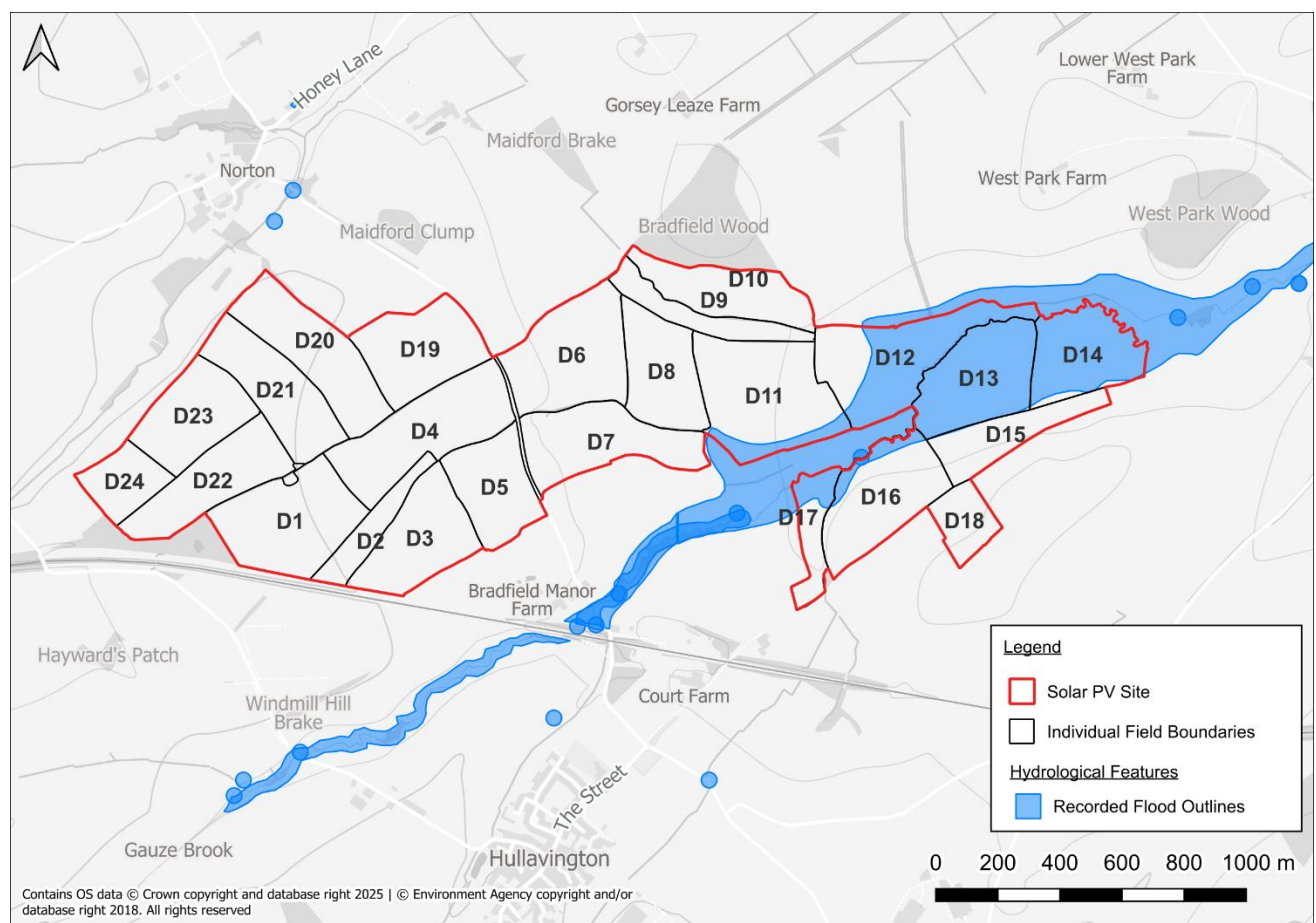 Honey Lane
Lower West Park
Farm
Gorsey Leaze Farm
Maidford Brake
Norton
West Park Farm
West Park Wood
Bradfield Wood
Maidford Clump
D10
D9
D20
D19
D6
D12
D8
D14
D13
D11
D21
D23
D4
D7
D15
D24
D22
D5
D16
D1
D17
D18
D2
D3
Bradfield Manor
Farm
Hayward's Patch
Court Farm
Windmill Hill
Brake
The Street
Gauze Brook
Hullavington
Legend
Solar PV Site
Individual Field Boundaries
Hydrological Features
Recorded Flood Outlines
0 200 400 600 800 1000 m
Contains OS data © Crown copyright and database right 2025 | © Environment Agency copyright and/or
database right 2018. All rights reserved